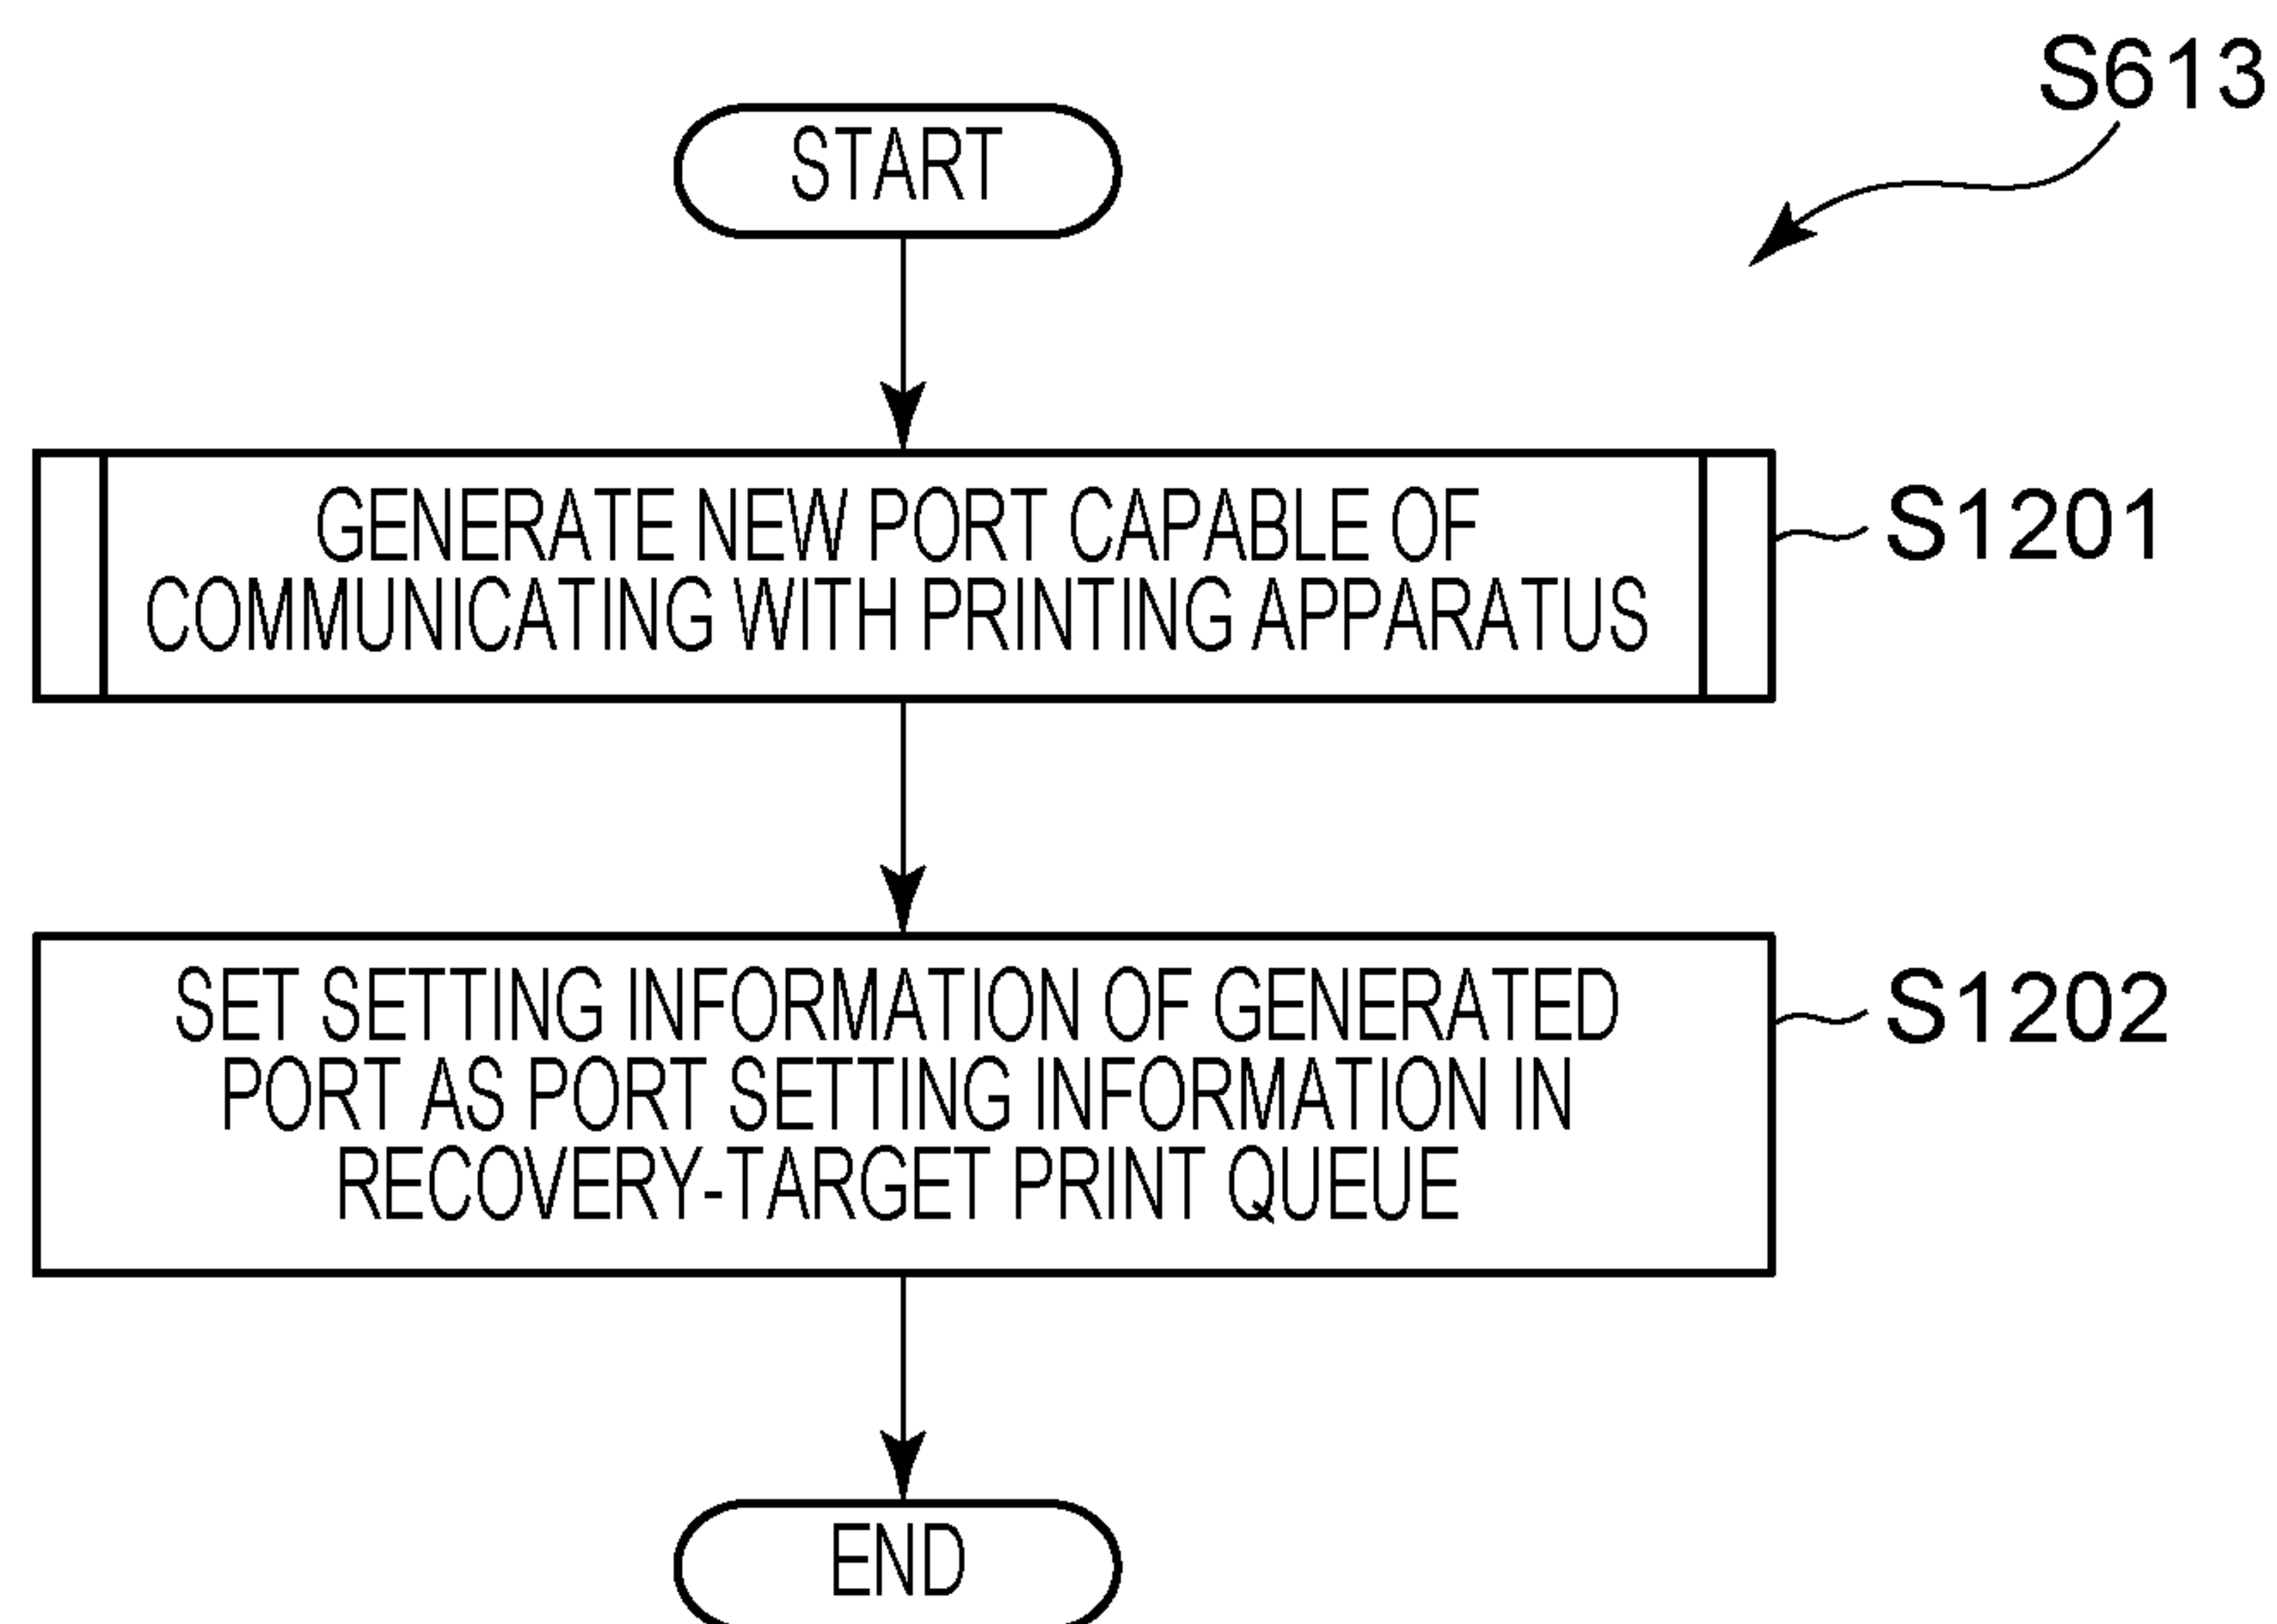 S613
START
GENERATE NEW PORT CAPABLE OF
COMMUNICATING WITH PRINTING APPARATUS
S1201
SET SETTING INFORMATION OF GENERATED
PORT AS PORT SETTING INFORMATION IN
RECOVERY-TARGET PRINT QUEUE
S1202
END